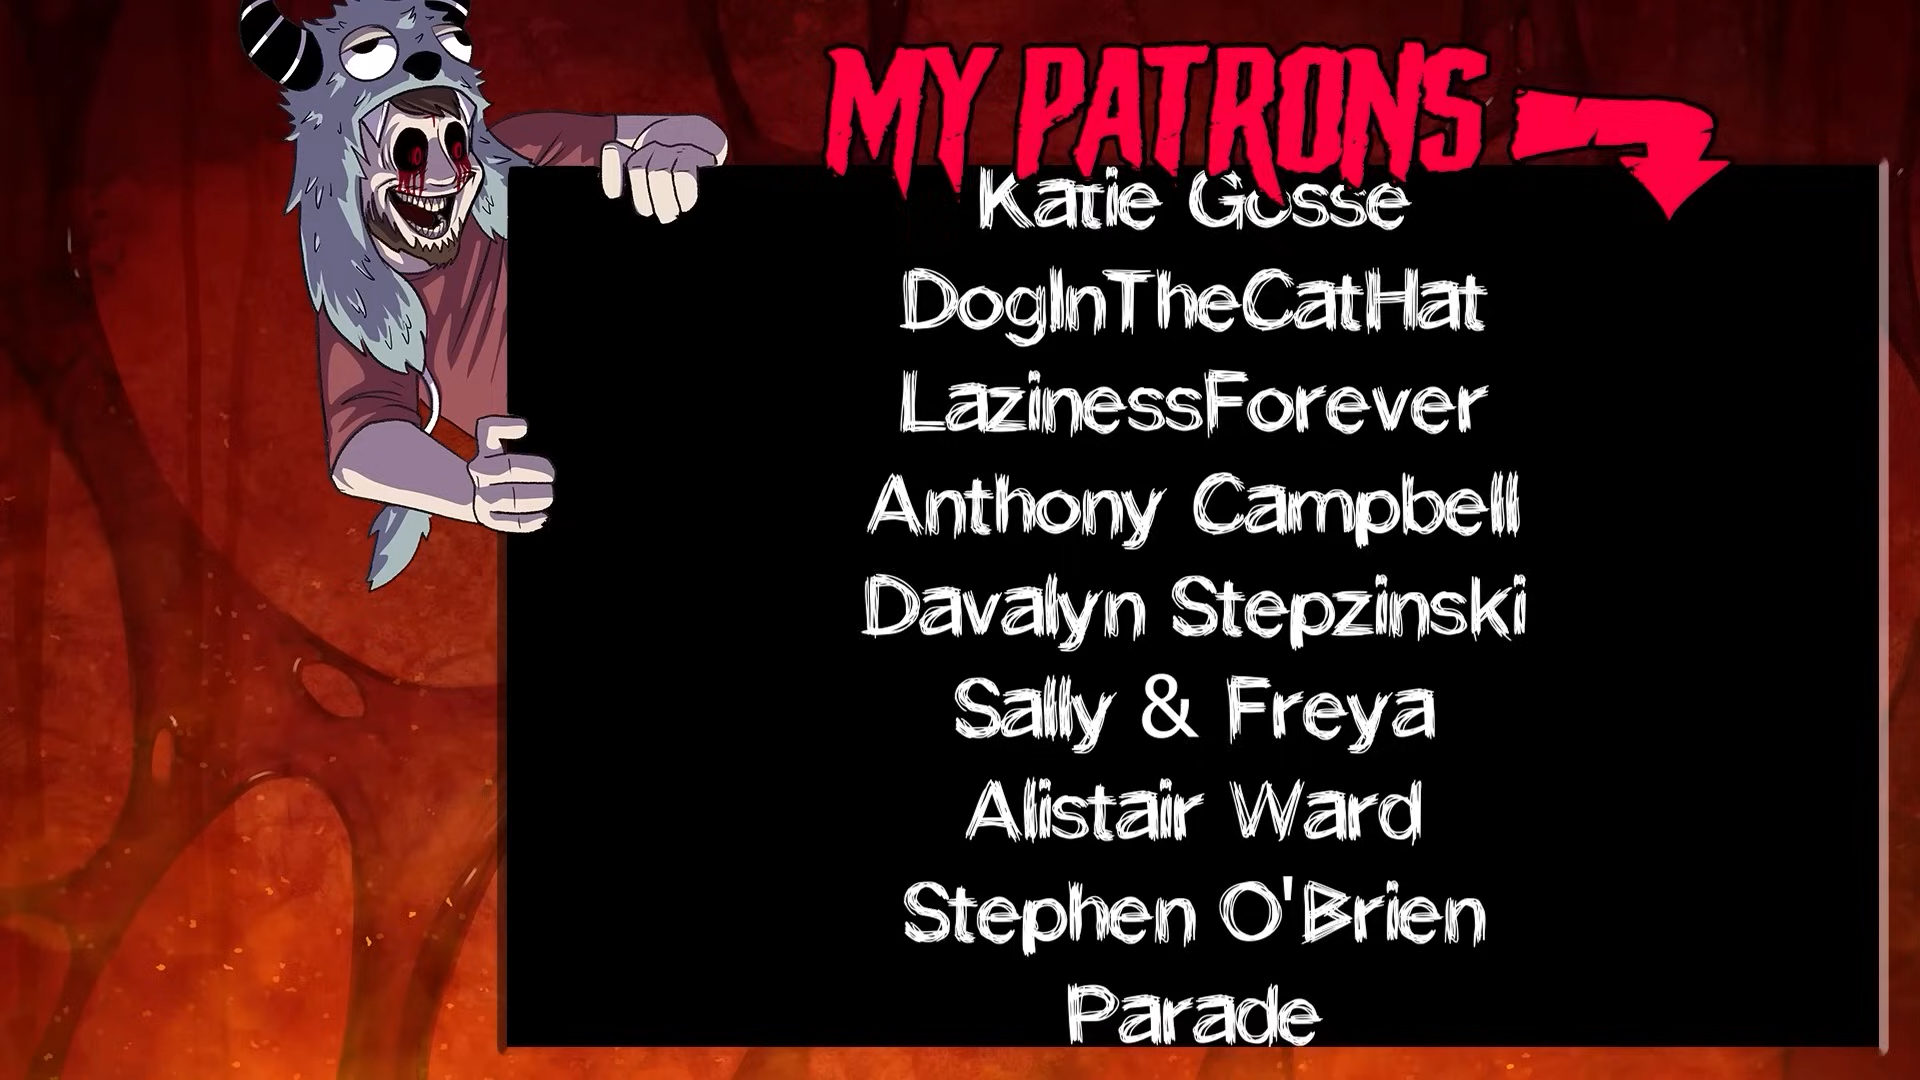 MY PATRONS
Katie Gosse
DogInTheCatHat
LazinessForever
Anthony Campbell
Davalyn Stepzinski
Sally & Freya
Alistair Ward
Stephen O'Brien
Parade